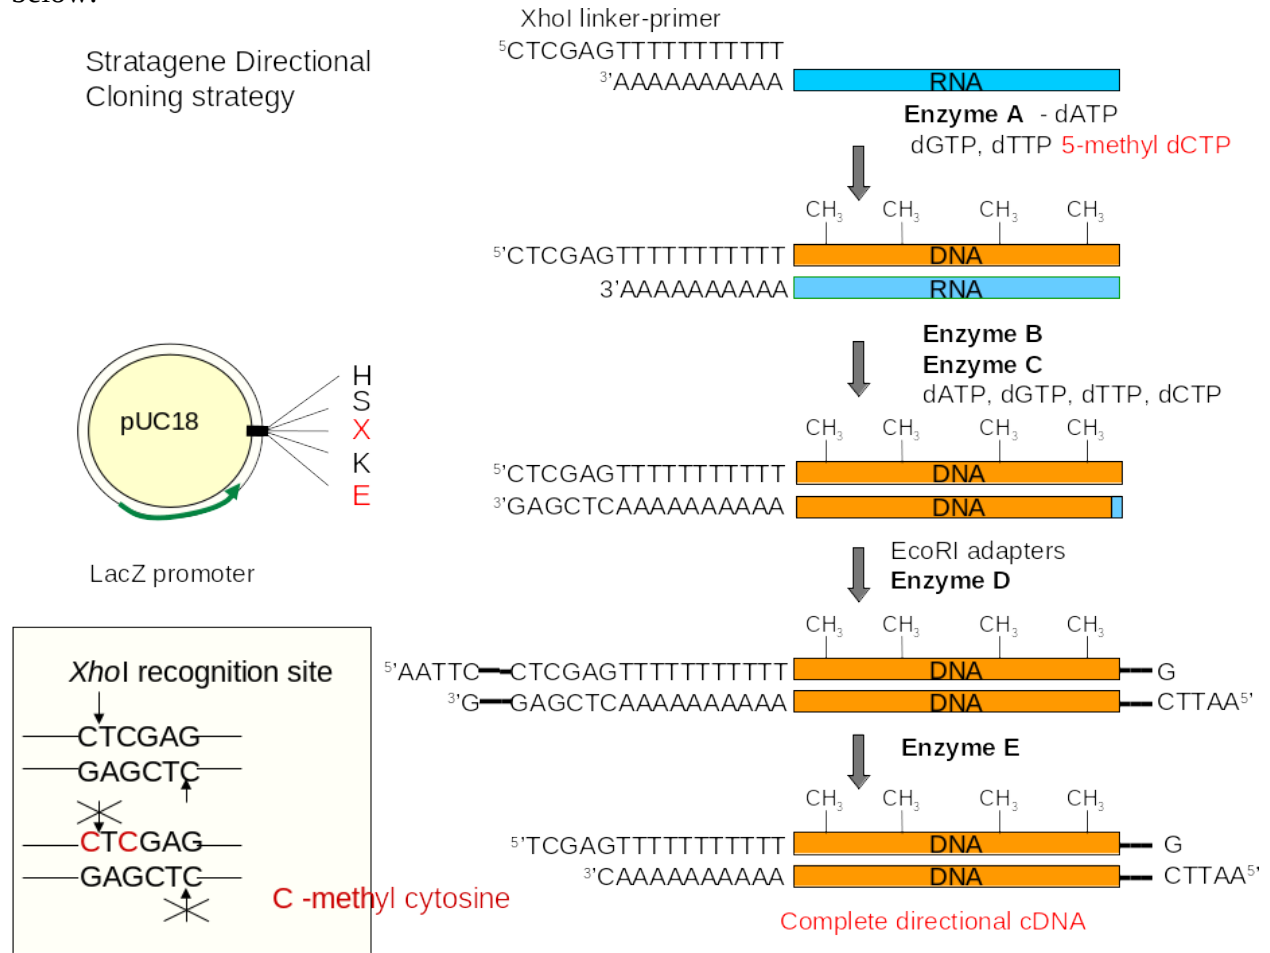 XhoI linker-primer
5CTCGAGTTTTTTTTTTT
Stratagene Directional
Cloning strategy
3'AAAAAAAAAA
RNA
Enzyme A - dATP
dGTP, dTTP 5-methyl dCTP
CH3 CH3 CH3 CH3
5'CTCGAGTTTTTTTTTTT DNA
3'AAAAAAAAAA RNA
Enzyme B
Enzyme C
dATP, dGTP, dTTP, dCTP
H
S
X
K
E
pUC18
LacZ promoter
CH3 CH3 CH3 CH3
5'CTCGAGTTTTTTTTTTT DNA
3'GAGCTCAAAAAAAAAA DNA
EcoRI adapters
Enzyme D
CH3 CH3 CH3 CH3
5'AATTC CTCGAGTTTTTTTTTTT DNA G
3'G GAGCTCAAAAAAAAAA DNA CTTAA5'
Enzyme E
CH3 CH3 CH3 CH3
5'TCGAGTTTTTTTTTTT DNA G
3'CAAAAAAAAAA DNA CTTAA5'
Complete directional cDNA
XhoI recognition site
CTCGAG
GAGCTC
CTCGAG
GAGCTC
C -methyl cytosine